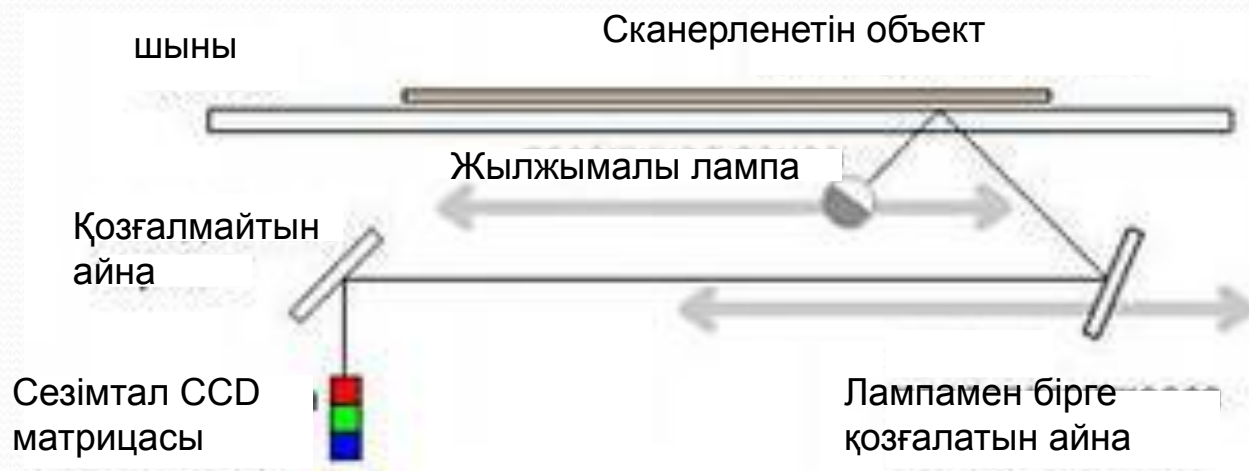 шыны
Сканерленетін объект
Жылжымалы лампа
Қозғалмайтын
айна
Сезімтал CCD
матрицасы
Лампамен бірге
қозғалатын айна